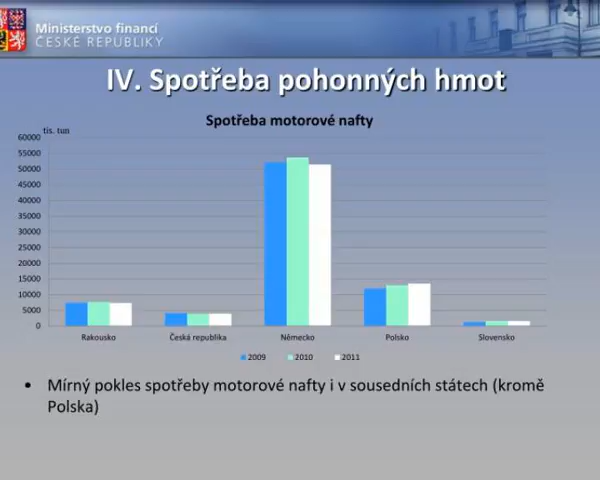 Ministerstvo financí
ČESKÉ REPUBLIKY
IV. Spotřeba pohonných hmot
Spotřeba motorové nafty
tis. tun
60000
55000
50000
45000
40000
35000
30000
25000
20000
15000
10000
5000
0
Rakousko Česká republika Německo Polsko Slovensko
2009 2010 2011
• Mírný pokles spotřeby motorové nafty i v sousedních státech (kromě
Polska)